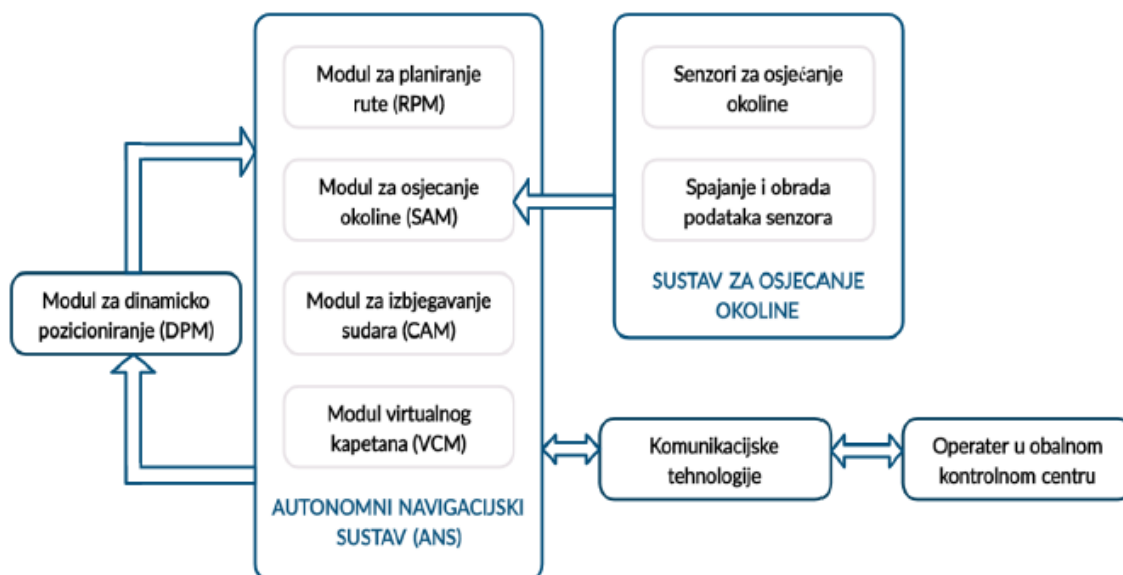 Modul za planiranje
rute (RPM)
Modul za osjecanje
okoline (SAM)
Modul za izbjegavanje
sudara (CAM)
Modul virtualnog
kapetana (VCM)
AUTONOMNI NAVIGACIJSKI
SUSTAV (ANS)
Senzori za osjećanje
okoline
Spajanje i obrada
podataka senzora
SUSTAV ZA OSJECANJE
OKOLINE
Modul za dinamicko
pozicioniranje (DPM)
Komunikacijske
tehnologije
Operater u obalnom
kontrolnom centru